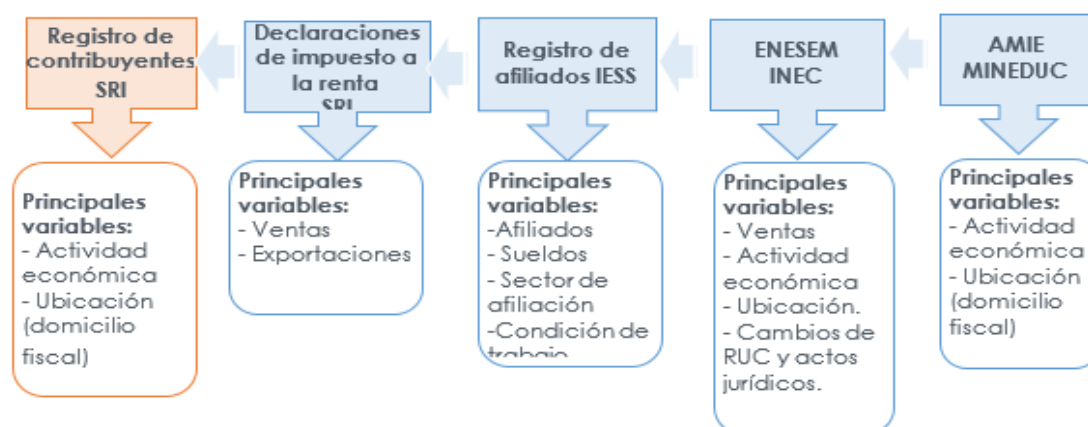 Registro de
contribuyentes
SRI
Declaraciones
de impuesto a
la renta
SRI
Registro de
afiliados IESS
ENESEM
INEC
AMIE
MINEDUC
Principales
variables:
- Actividad
económica
- Ubicación
(domicilio
fiscal)
Principales
variables:
- Ventas
- Exportaciones
Principales
variables:
-Afiliados
- Sueldos
- Sector de
afiliación
-Condición de
trabajo
Principales
variables:
- Ventas
- Actividad
económica
- Ubicación.
- Cambios de
RUC y actos
jurídicos.
Principales
variables:
- Actividad
económica
- Ubicación
(domicilio
fiscal)